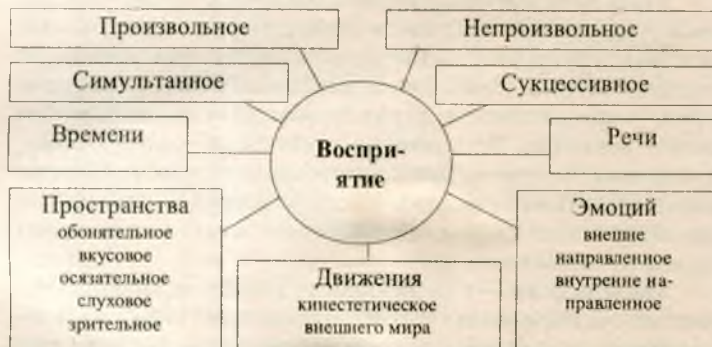 Произвольное
Непроизвольное
Симультанное
Сукцессивное
Времени
Воспри-
ятие
Речи
Пространства
обонятельное
вкусовое
осязательное
слуховое
зрительное
Движения
кинестетическое
внешнего мира
Эмоций
внешне
направленное
внутренне на-
правленное